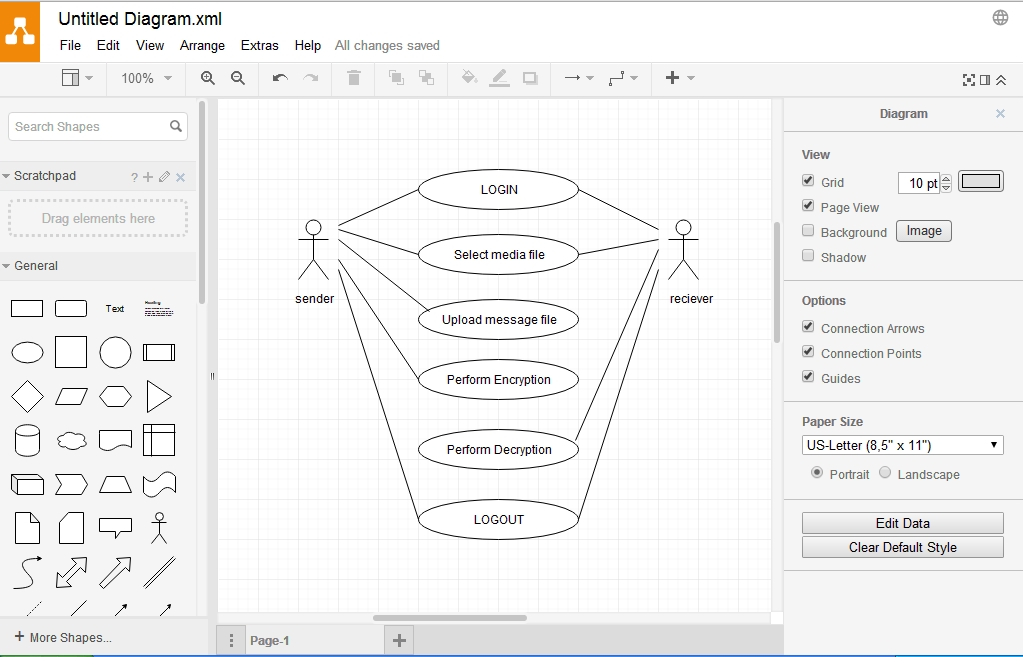 Untitled Diagram.xml
File Edit View Arrange Extras Help All changes saved
100%
Search Shapes
Scratchpad ?
Drag elements here
General
Text
Heading
More Shapes...
LOGIN
Select media file
Upload message file
Perform Encryption
Perform Decryption
LOGOUT
sender
reciever
Page-1
Diagram
View
Grid 10 pt
Page View
Background Image
Shadow
Options
Connection Arrows
Connection Points
Guides
Paper Size
US-Letter (8,5" x 11")
Portrait Landscape
Edit Data
Clear Default Style